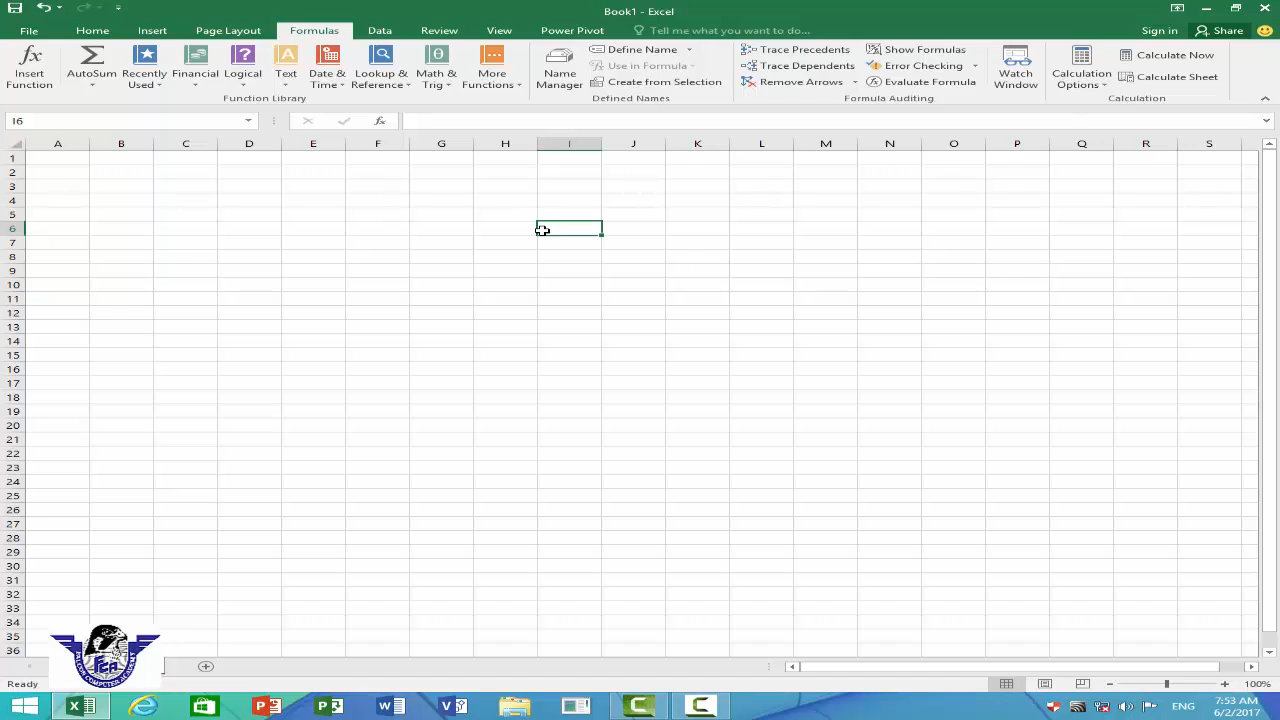 Book1 - Excel
File Home Insert Page Layout Formulas Data Review View Power Pivot Tell me what you want to do... Sign in Share
Insert Function
AutoSum
Recently Used
Financial
Logical
Text
Date & Time
Lookup & Reference
Math & Trig
More Functions
Function Library
Name Manager
Define Name
Use in Formula
Create from Selection
Defined Names
Trace Precedents
Trace Dependents
Remove Arrows
Show Formulas
Error Checking
Evaluate Formula
Formula Auditing
Watch Window
Calculation Options
Calculate Now
Calculate Sheet
Calculation
I6
fx
A B C D E F G H I J K L M N O P Q R S
1
2
3
4
5
6
7
8
9
10
11
12
13
14
15
16
17
18
19
20
21
22
23
24
25
26
27
28
29
30
31
32
33
34
35
36
Ready
100%
ENG
7:53 AM
6/2/2017